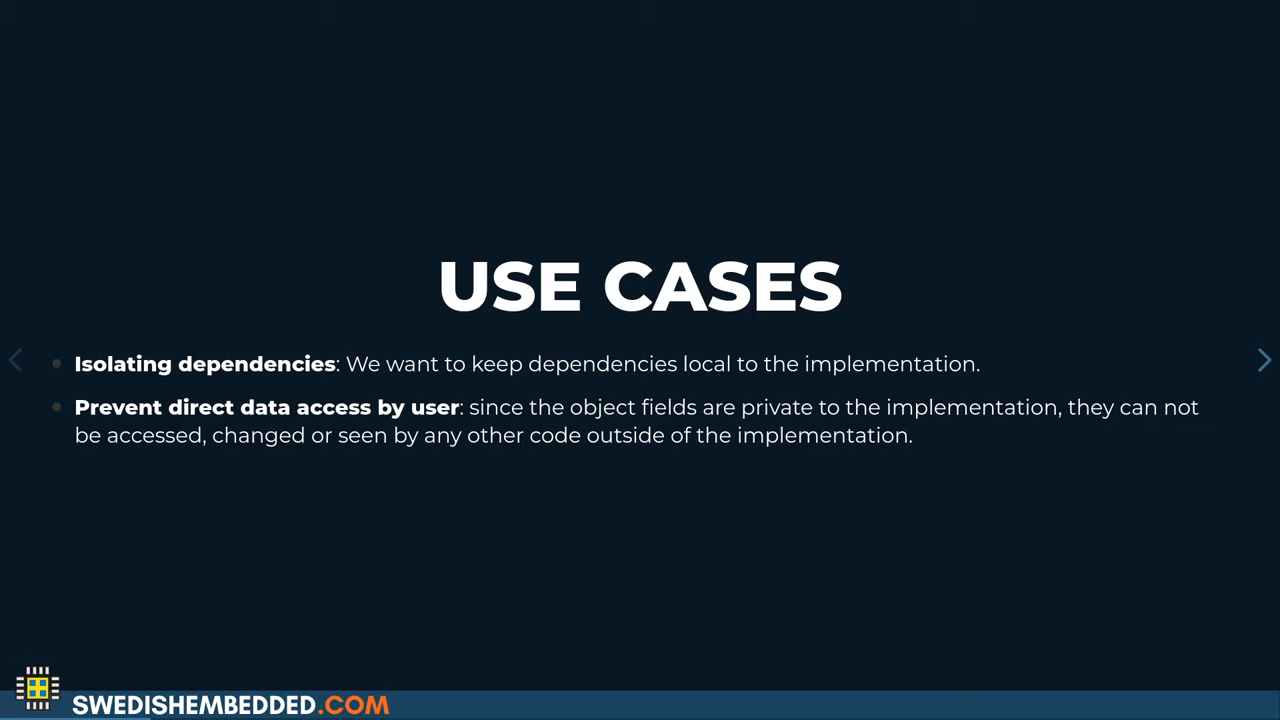 USE CASES
Isolating dependencies: We want to keep dependencies local to the implementation.
Prevent direct data access by user: since the object fields are private to the implementation, they can not
be accessed, changed or seen by any other code outside of the implementation.
SWEDISHEMBEDDED.COM